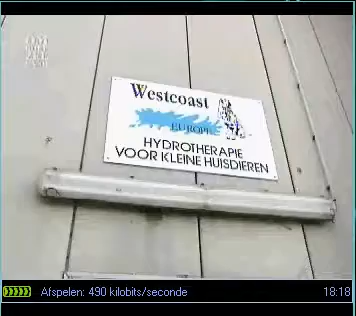 Westcoast
EUROPE
HYDROTHERAPIE
VOOR KLEINE HUISDIEREN
Afspelen: 490 kilobits/seconde 18:18